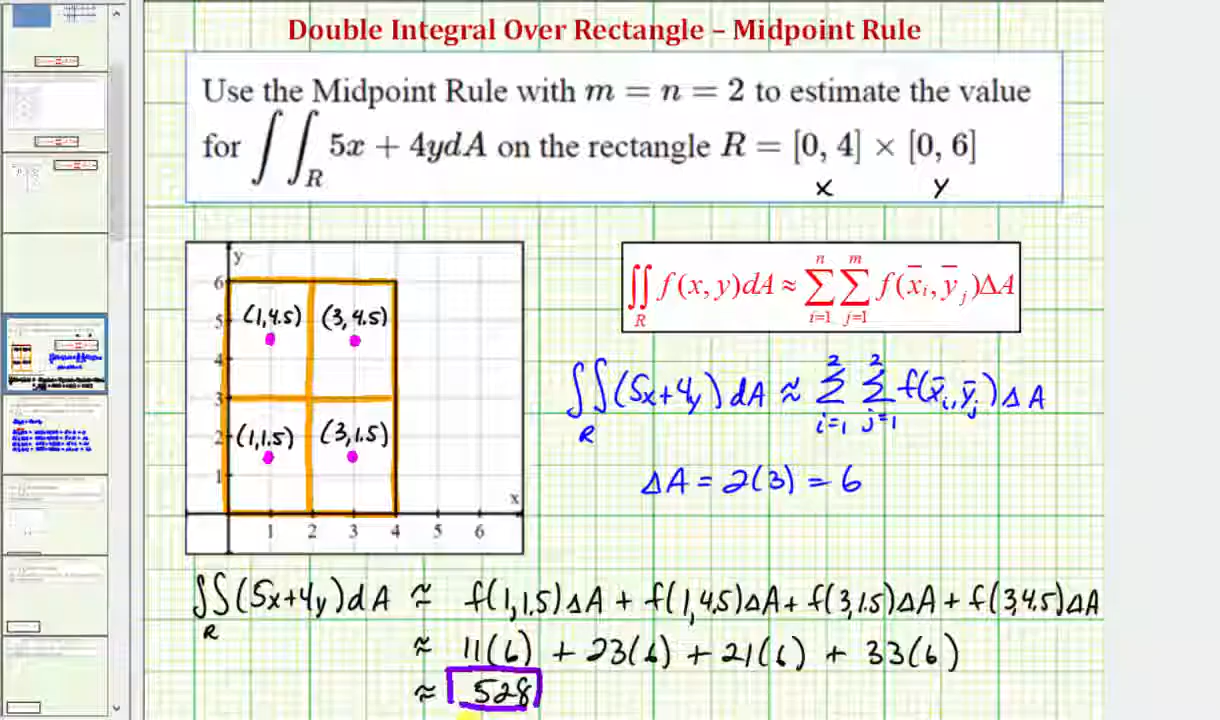 Double Integral Over Rectangle – Midpoint Rule
Use the Midpoint Rule with m = n = 2 to estimate the value
for ∫∫_R 5x + 4ydA on the rectangle R = [0, 4] × [0, 6]
x y
y
6
5
4
3
2
1
(1,4.5) (3,4.5)
(1,1.5) (3,1.5)
x
1 2 3 4 5 6
∬_R f(x, y)dA ≈ ∑_{i=1}^{n} ∑_{j=1}^{m} f(x̄_i, ȳ_j)ΔA
∫∫_R (5x+4y) dA ≈ ∑_{i=1}^{2} ∑_{j=1}^{2} f(x̄_i, ȳ_j) ΔA
ΔA = 2(3) = 6
∫∫_R (5x+4y) dA ≈ f(1,1.5)ΔA + f(1,4.5)ΔA + f(3,1.5)ΔA + f(3,4.5)ΔA
≈ 11(6) + 23(6) + 21(6) + 33(6)
≈ 528